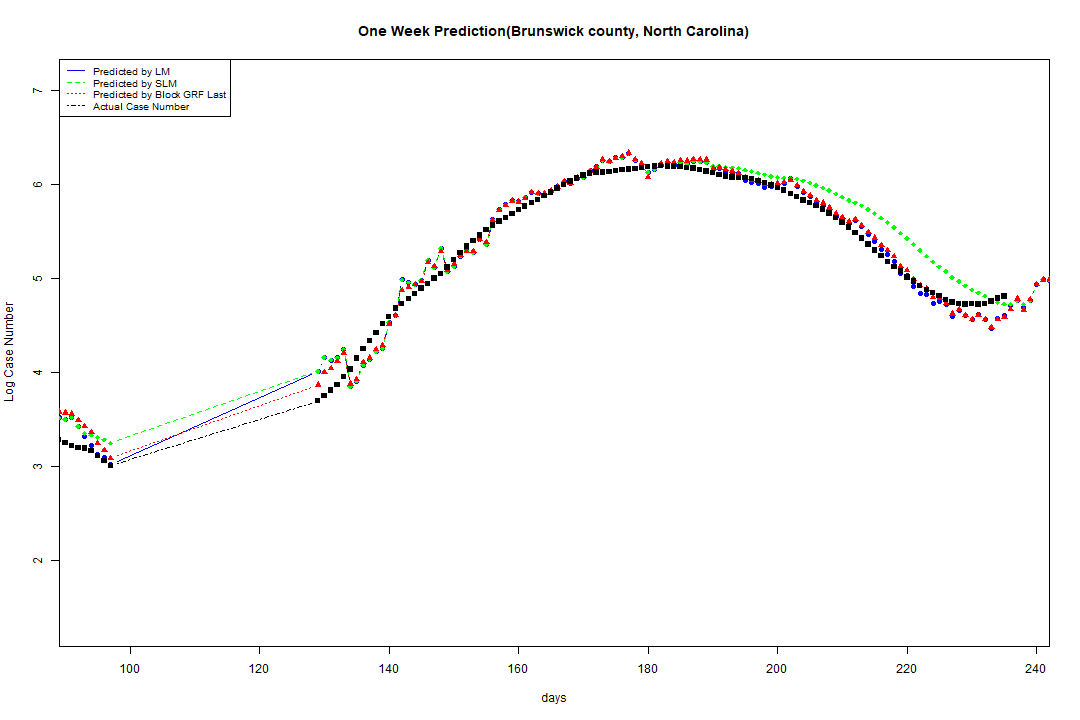 One Week Prediction(Brunswick county, North Carolina)
Predicted by LM
Predicted by SLM
Predicted by Block GRF Last
Actual Case Number
7
6
5
4
3
2
Log Case Number
100 120 140 160 180 200 220 240
days